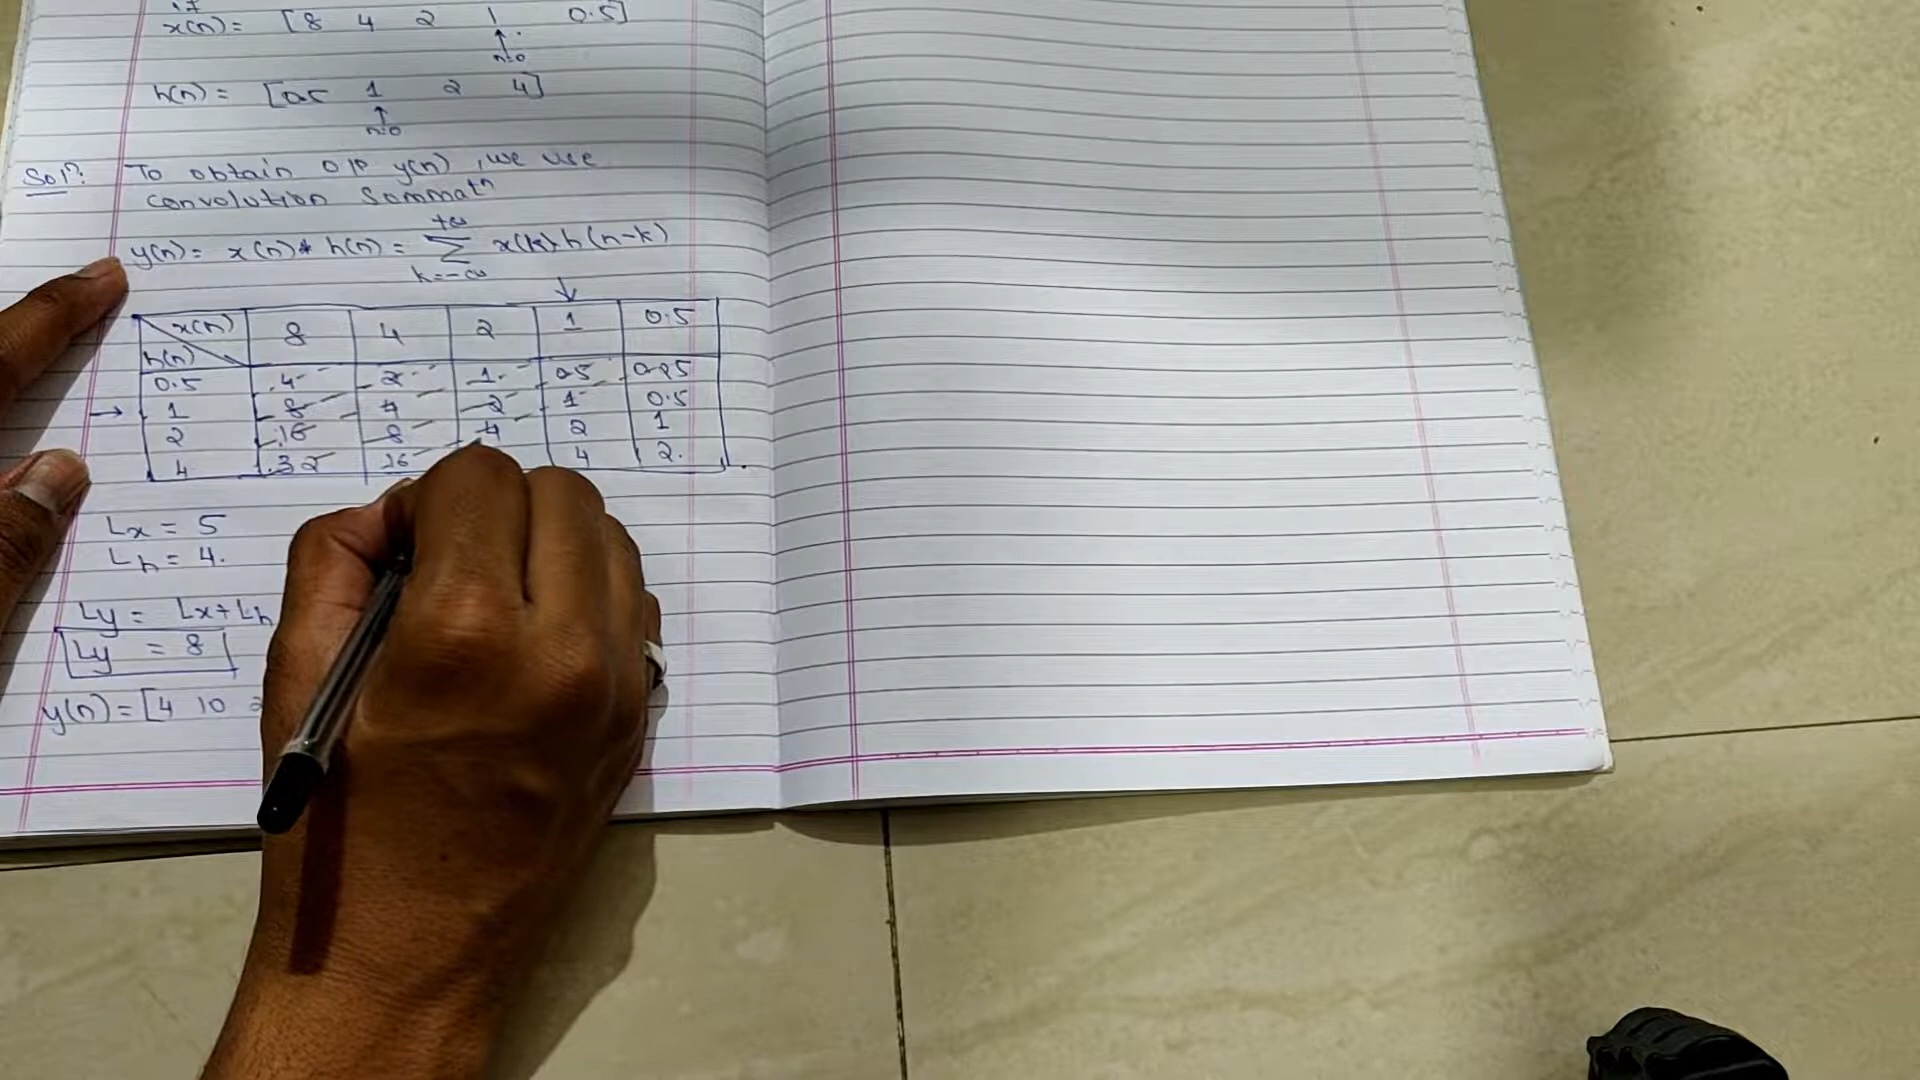 x(n) = [8 4 2 1 0.5]
↑
n=0
h(n) = [0.5 1 2 4]
↑
n=0
Solⁿ: To obtain o/p y(n), we use
convolution Summatⁿ
y(n) = x(n) * h(n) = +∞ Σ k=-∞ x(k) h(n-k)
↓
x(n) 8 4 2 1 0.5
h(n)
0.5 4 2 1 0.5 0.25
→ 1 8 4 2 1 0.5
2 16 8 4 2 1
4 32 16 4 2.
Lx = 5
Lh = 4.
Ly = Lx+Lh
Ly = 8
y(n) = [4 10 2